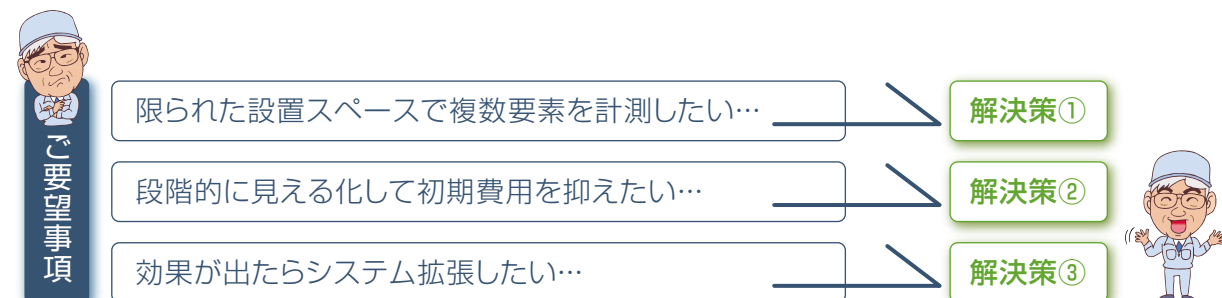 ご要望事項
限られた設置スペースで複数要素を計測したい…
解決策①
段階的に見える化して初期費用を抑えたい…
解決策②
効果が出たらシステム拡張したい…
解決策③